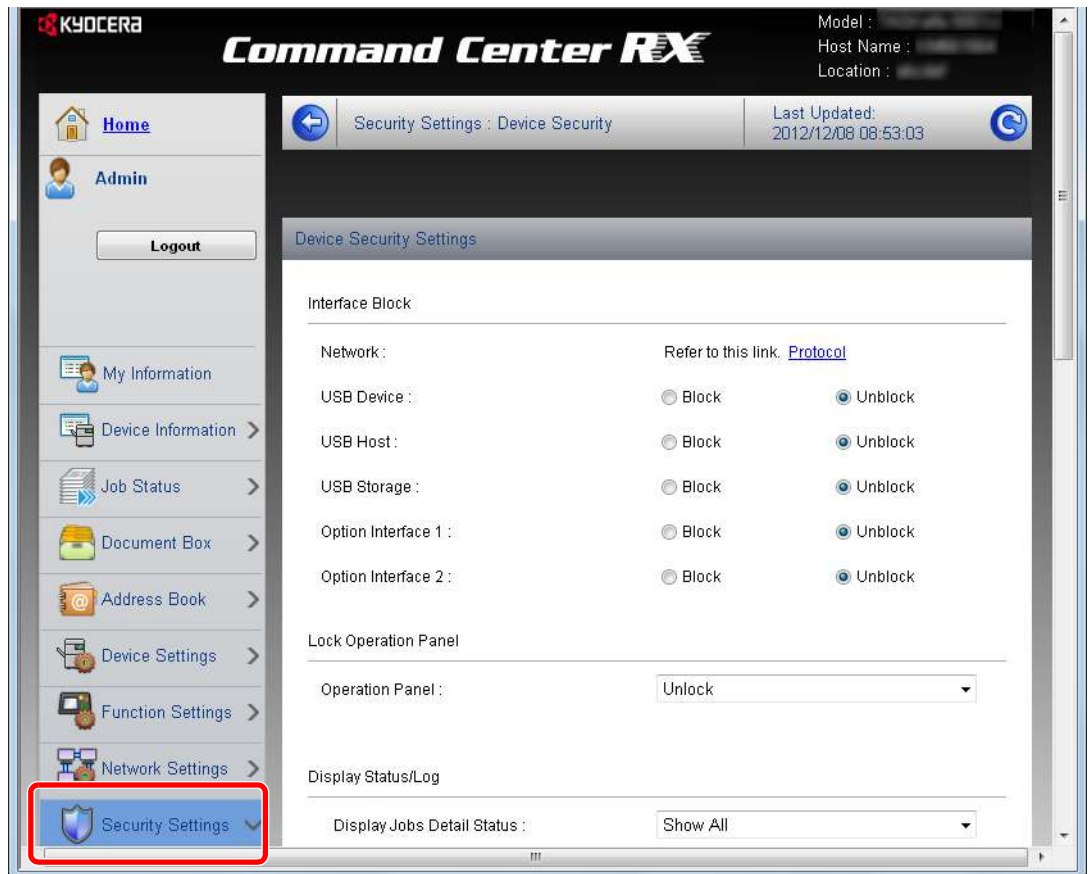 KYOCERA
Command Center RX
Model :
Host Name :
Location :
Home
Security Settings : Device Security
Last Updated:
2012/12/08 08:53:03
Admin
Logout
Device Security Settings
Interface Block
Network : Refer to this link. Protocol
My Information
USB Device : Block Unblock
Device Information
USB Host : Block Unblock
Job Status
USB Storage : Block Unblock
Document Box
Option Interface 1 : Block Unblock
Option Interface 2 : Block Unblock
Address Book
Lock Operation Panel
Device Settings
Operation Panel : Unlock
Function Settings
Network Settings
Display Status/Log
Security Settings
Display Jobs Detail Status : Show All